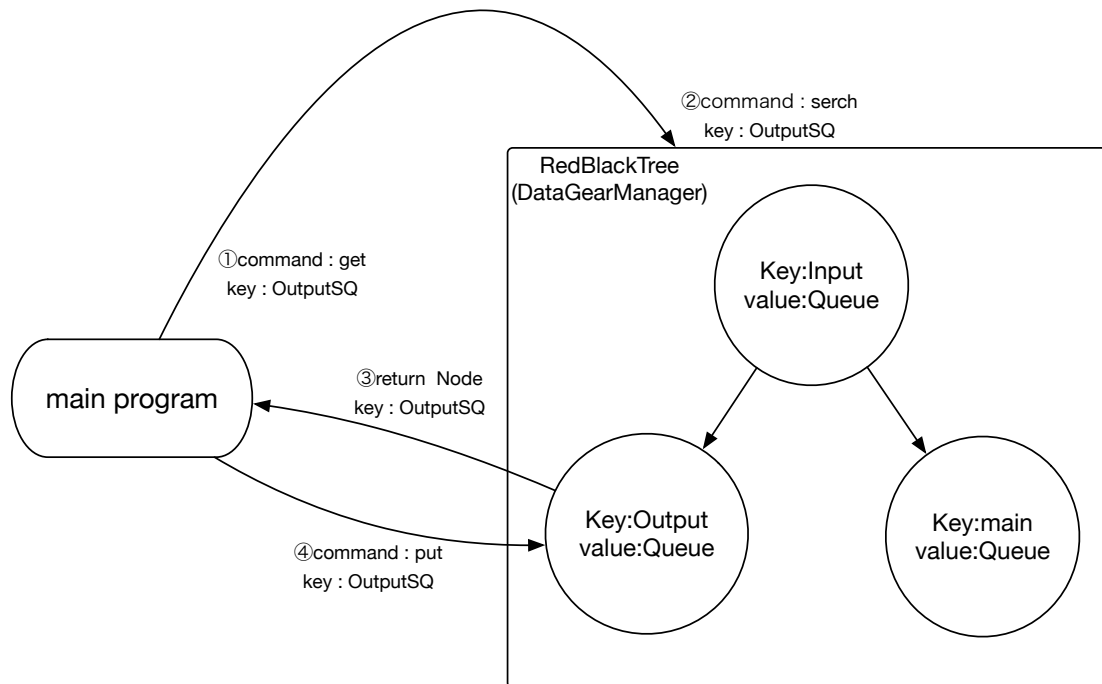 ②command : serch
key : OutputSQ
RedBlackTree
(DataGearManager)
①command : get
key : OutputSQ
Key:Input
value:Queue
main program
③return Node
key : OutputSQ
Key:Output
value:Queue
Key:main
value:Queue
④command : put
key : OutputSQ